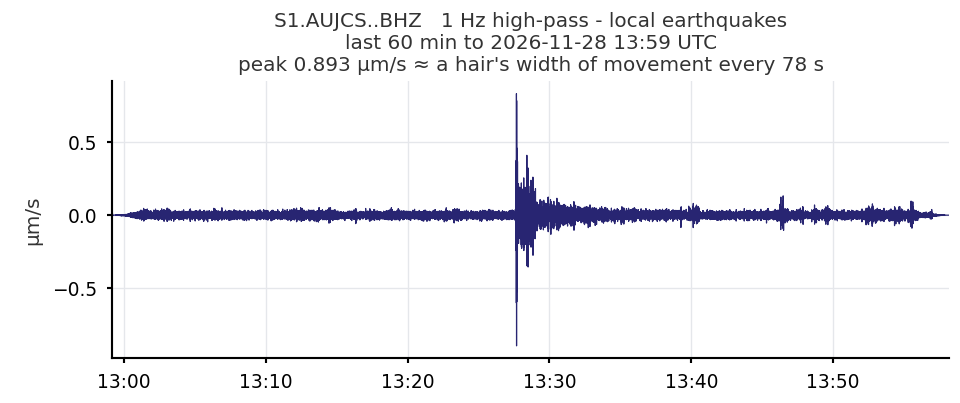 S1.AUJCS..BHZ   1 Hz high-pass - local earthquakes
last 60 min to 2026-11-28 13:59 UTC
peak 0.893 µm/s ≈ a hair's width of movement every 78 s
µm/s
0.5
0.0
−0.5
13:00 13:10 13:20 13:30 13:40 13:50